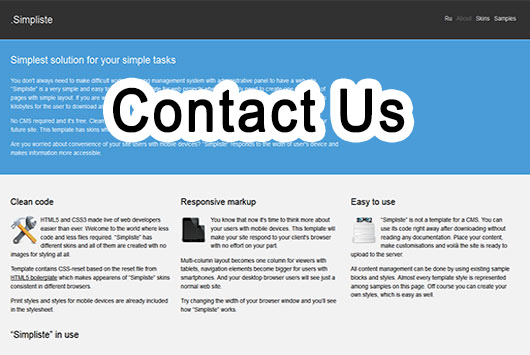 .Simpliste
Ru About Skins Samples
Simplest solution for your simple tasks
You don't always need to make difficult work management system with administrative panel to have a
"Simpliste" is a very simple and easy to need to create one of
pages with simple layout. If you are
kilobytes for the user to download
Contact Us
No CMS required and it's free. Clean
future site. This template has skins
Are you worried about convenience of your site users with mobile devices? "Simpliste" responds to the width of user's device and
makes information more accessible.
Clean code
HTML5 and CSS3 made live of web developers
easier than ever. Welcome to the world where less
code and less files required. "Simpliste" has
different skins and all of them are created with no
images for styling at all.
Template contains CSS-reset based on the reset file from
HTML5 boilerplate which makes appearance of "Simpliste" skins
consistent in different browsers.
Print styles and styles for mobile devices are already included
in the stylesheet.
Responsive markup
You know that now it's time to think more about
your users with mobile devices. This template will
make your site respond to your client's browser
with no effort on your part.
Multi-column layout becomes one column for viewers with
tablets, navigation elements become bigger for users with
smartphones. And your desktop browser users will see just a
normal web site.
Try changing the width of your browser window and you'll see
how "Simpliste" works.
Easy to use
"Simpliste" is not a template for a CMS. You can
use its code right away after downloading without
reading any documentation. Place your content,
make customisations and voilà the site is ready to
upload to the server.
All content management can be done by using existing sample
blocks and styles. Almost every template style is represented
among samples on this page. Off course you can create your
own styles, which is easy as well.
"Simpliste" in use